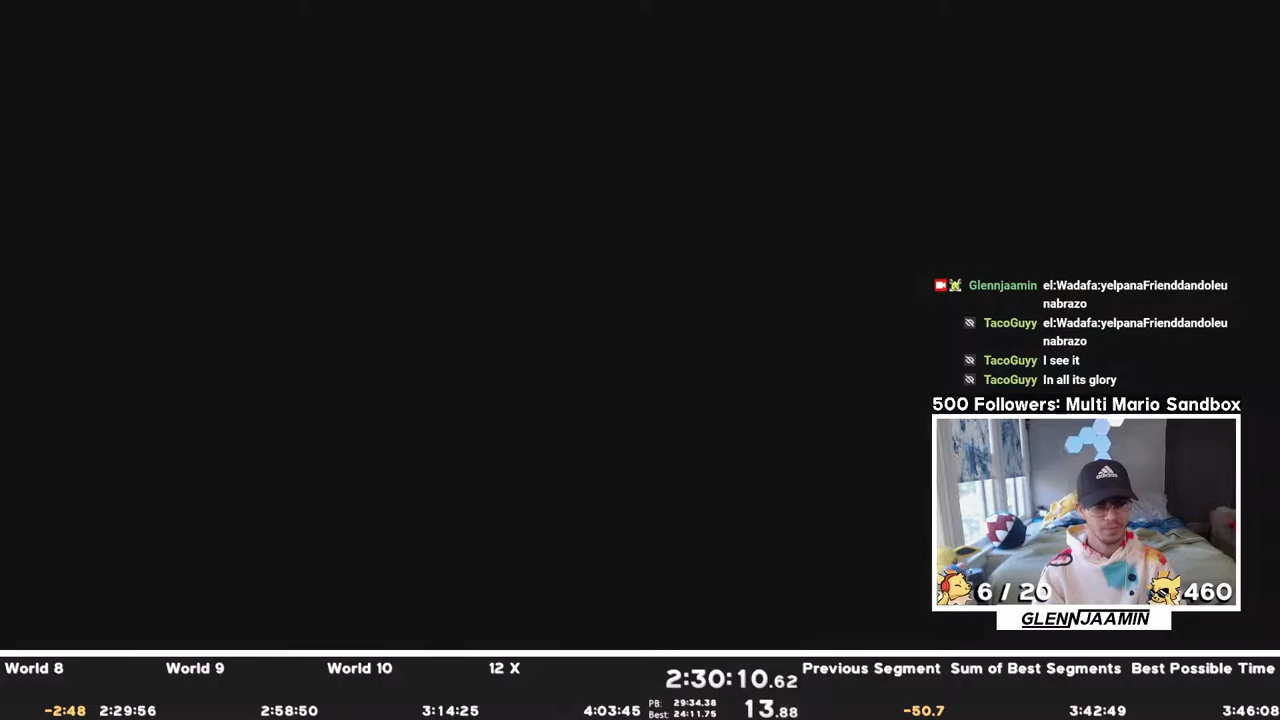 Glennjaamin el:Wadafa:yelpanaFrienddandoleu
nabrazo
TacoGuyy el:Wadafa:yelpanaFrienddandoleu
nabrazo
TacoGuyy I see it
TacoGuyy In all its glory
500 Followers: Multi Mario Sandbox
adidas
6 / 20 460
GLENNJAAMIN
World 8 World 9 World 10 12 X 2:30:10.62 Previous Segment Sum of Best Segments Best Possible Time
-2:48 2:29:56 2:58:50 3:14:25 4:03:45 PB: 29:34.38 13.88 -50.7 3:42:49 3:46:08
Best: 24:11.75